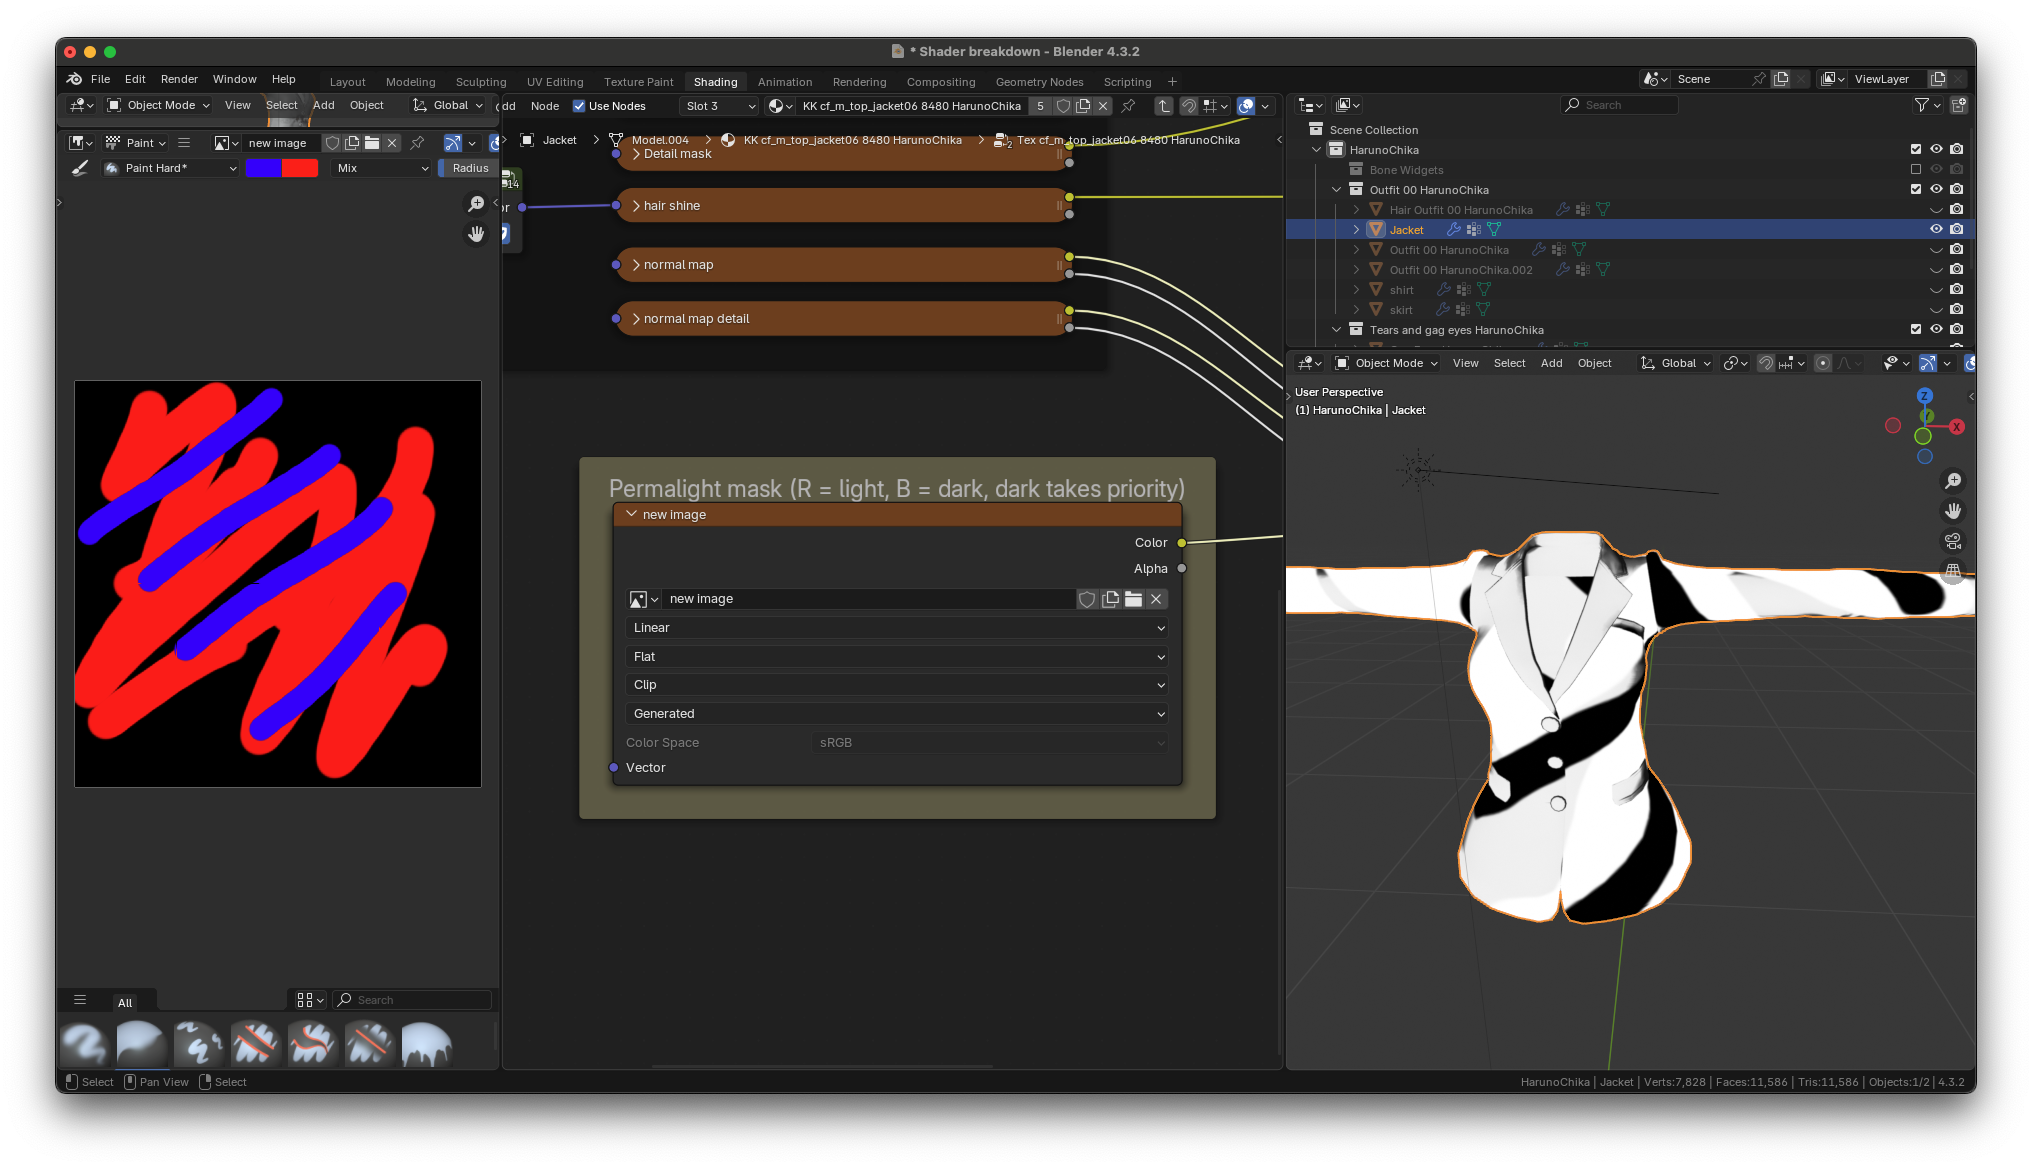 * Shader breakdown - Blender 4.3.2
File Edit Render Window Help
Layout Modeling Sculpting UV Editing Texture Paint Shading Animation Rendering Compositing Geometry Nodes Scripting +
Scene
ViewLayer
Object Mode View Select Add Object Global
dd Node Use Nodes Slot 3 KK cf_m_top_jacket06 8480 HarunoChika 5
Search
Paint new image
Paint Hard* Mix Radius
Jacket > Model.004 > KK cf_m_top_jacket06 8480 HarunoChika > Tex cf_m_top_jacket06 8480 HarunoChika
Detail mask
14
or
hair shine
normal map
normal map detail
Permalight mask (R = light, B = dark, dark takes priority)
new image
Color
Alpha
new image
Linear
Flat
Clip
Generated
Color Space sRGB
Vector
Scene Collection
HarunoChika
Bone Widgets
Outfit 00 HarunoChika
Hair Outfit 00 HarunoChika
Jacket
Outfit 00 HarunoChika
Outfit 00 HarunoChika.002
shirt
skirt
Tears and gag eyes HarunoChika
Object Mode View Select Add Object Global
User Perspective
(1) HarunoChika | Jacket
Z
Y
X
All
Search
Select Pan View Select
HarunoChika | Jacket | Verts:7,828 | Faces:11,586 | Tris:11,586 | Objects:1/2 | 4.3.2